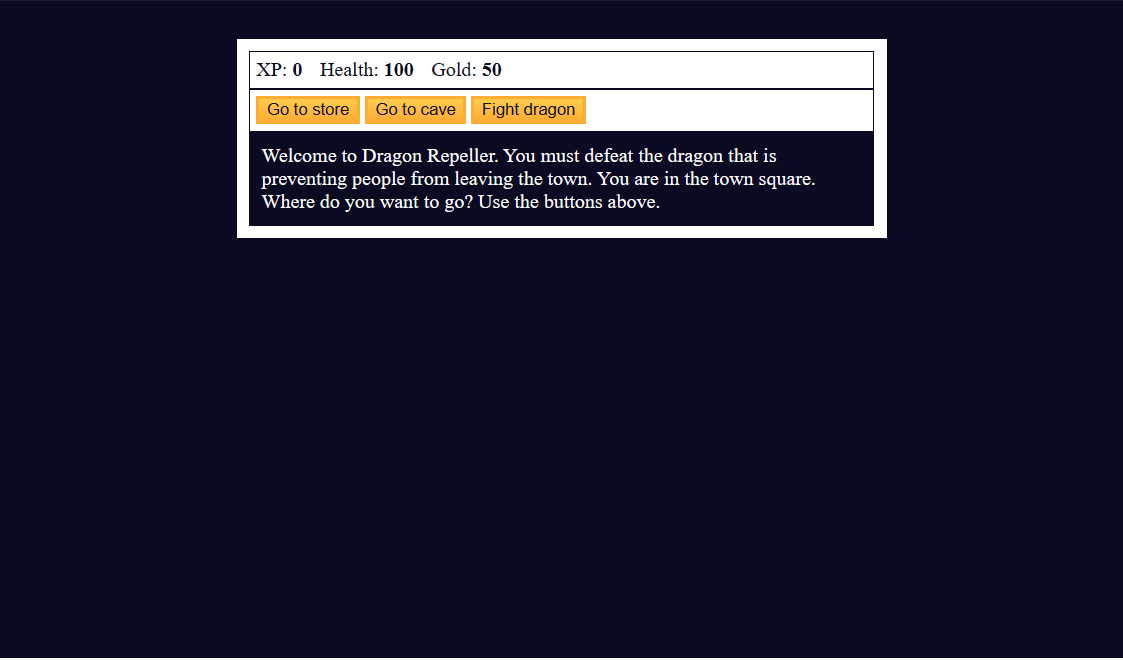 XP: 0 Health: 100 Gold: 50
Go to store Go to cave Fight dragon
Welcome to Dragon Repeller. You must defeat the dragon that is
preventing people from leaving the town. You are in the town square.
Where do you want to go? Use the buttons above.